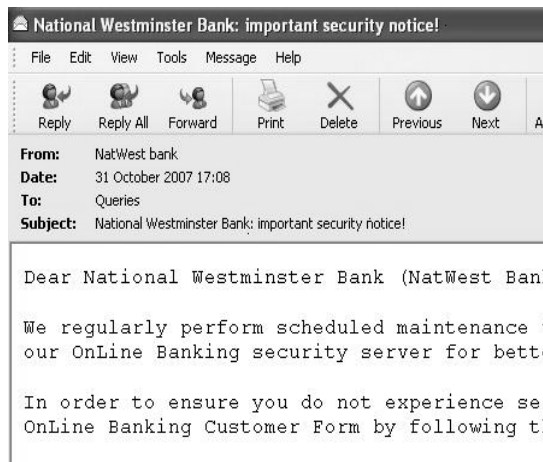 National Westminster Bank: important security notice!
File Edit View Tools Message Help
Reply Reply All Forward Print Delete Previous Next
From: NatWest bank
Date: 31 October 2007 17:08
To: Queries
Subject: National Westminster Bank: important security notice!
Dear National Westminster Bank (NatWest
We regularly perform scheduled maintenance
our OnLine Banking security server for
In order to ensure you do not experience
OnLine Banking Customer Form by following